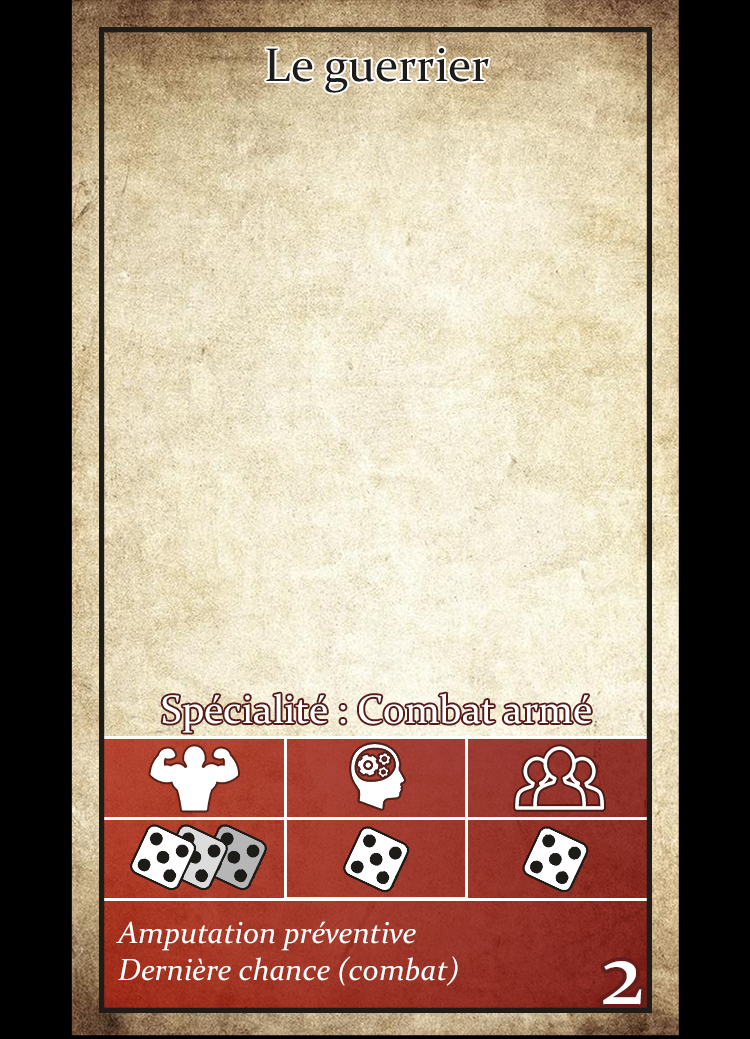 Le guerrier
Spécialité : Combat armé
Amputation préventive
Dernière chance (combat)
2